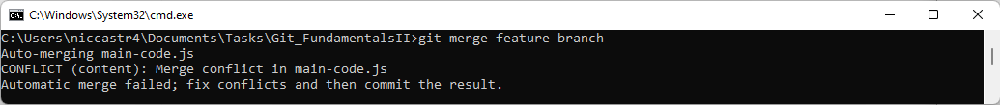 C:\Windows\System32\cmd.exe
C:\Users\niccastr4\Documents\Tasks\Git_FundamentalsII>git merge feature-branch
Auto-merging main-code.js
CONFLICT (content): Merge conflict in main-code.js
Automatic merge failed; fix conflicts and then commit the result.